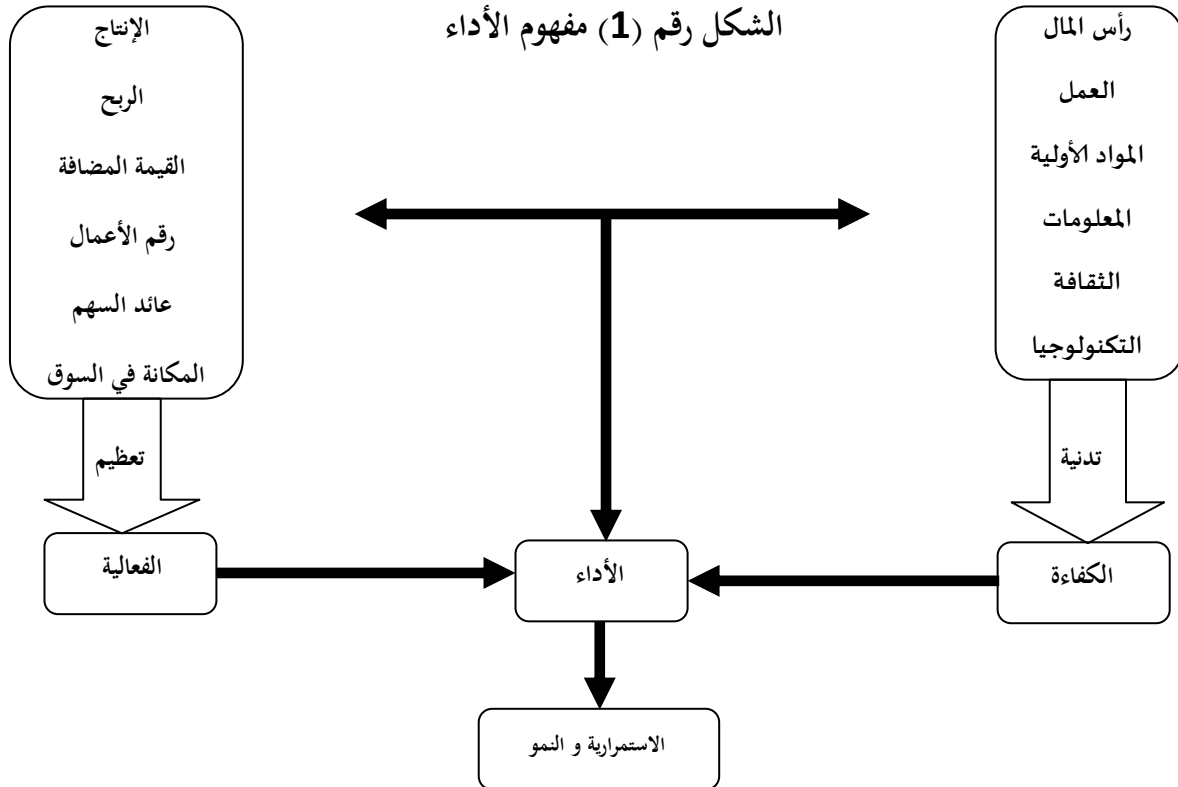 الشكل رقم (1) مفهوم الأداء
رأس المال
العمل
المواد الأولية
المعلومات
الثقافة
التكنولوجيا
تدنية
الكفاءة
الإنتاج
الربح
القيمة المضافة
رقم الأعمال
عائد السهم
المكانة في السوق
تعظيم
الفعالية
الأداء
الاستمرارية و النمو